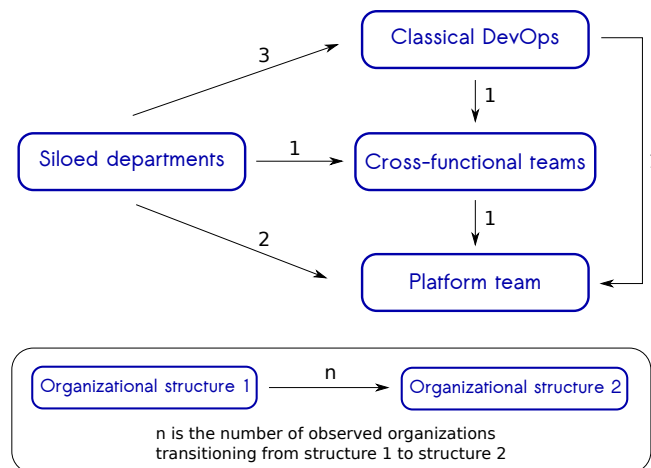 Classical DevOps
3
1
Siloed departments
1
Cross-functional teams
2
1
Platform team
Organizational structure 1
n
Organizational structure 2
n is the number of observed organizations
transitioning from structure 1 to structure 2